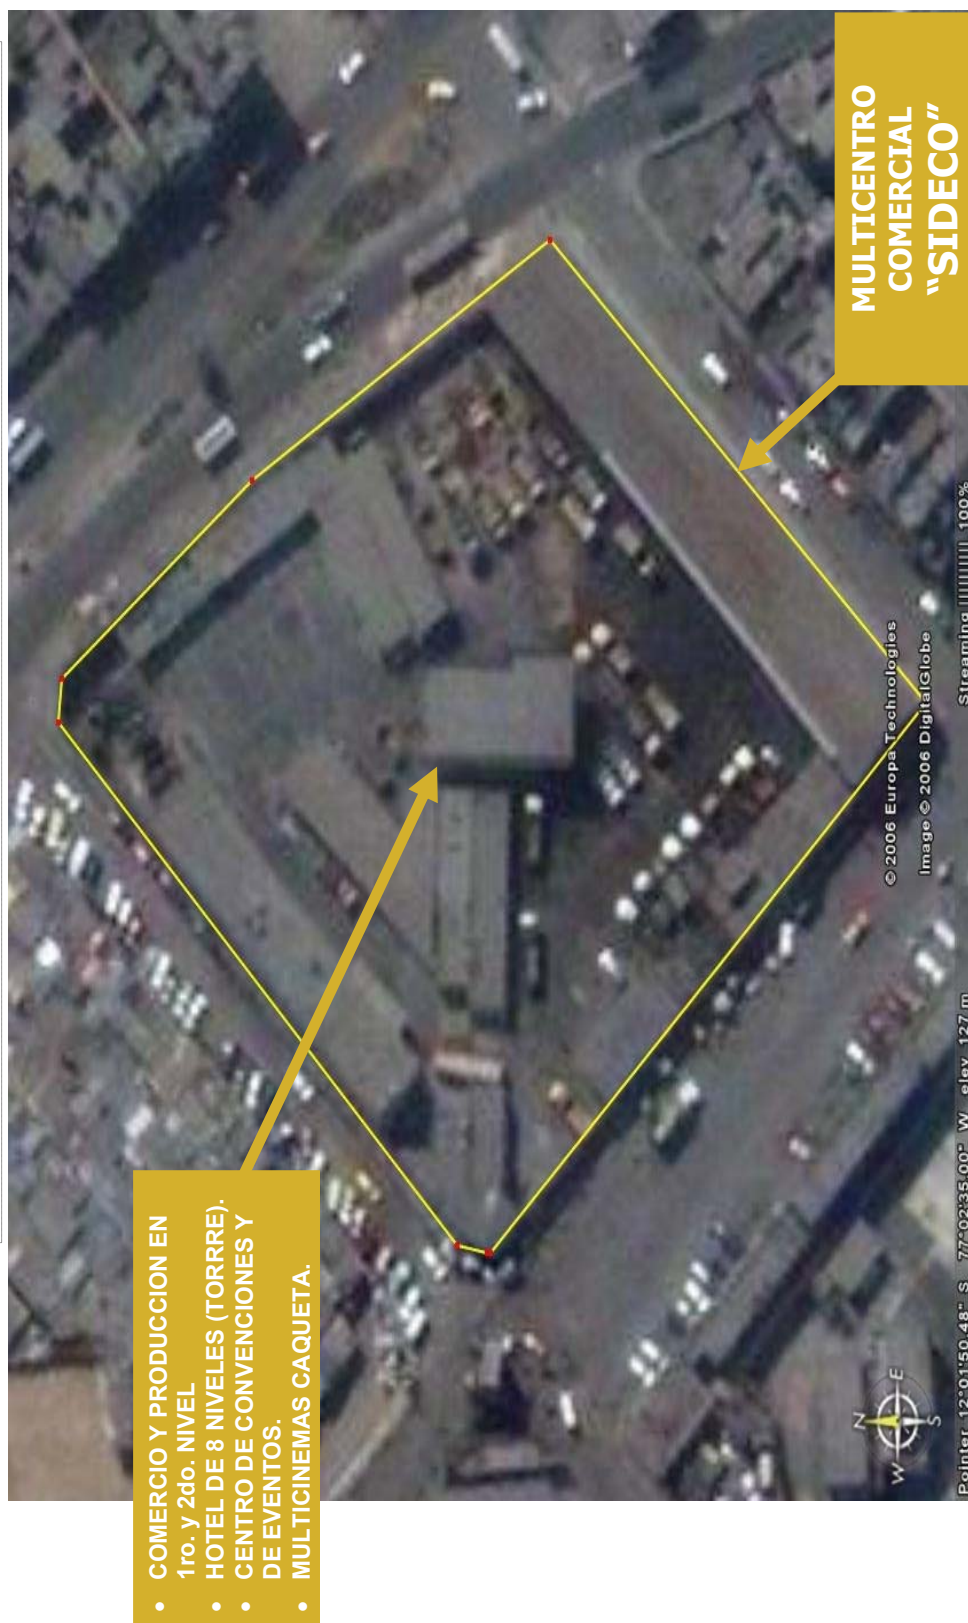 MULTICENTRO
COMERCIAL
“SIDECO”
• COMERCIO Y PRODUCCION EN
1ro. y 2do. NIVEL
• HOTEL DE 8 NIVELES (TORRRE).
• CENTRO DE CONVENCIONES Y
DE EVENTOS.
• MULTICINEMAS CAQUETA.
© 2006 Europa Technologies
Image © 2006 DigitalGlobe
N
W
E
S
Pointer 12°01'50.48" S 77°02'35.00" W elev 127 m Streaming |||||||||| 100%